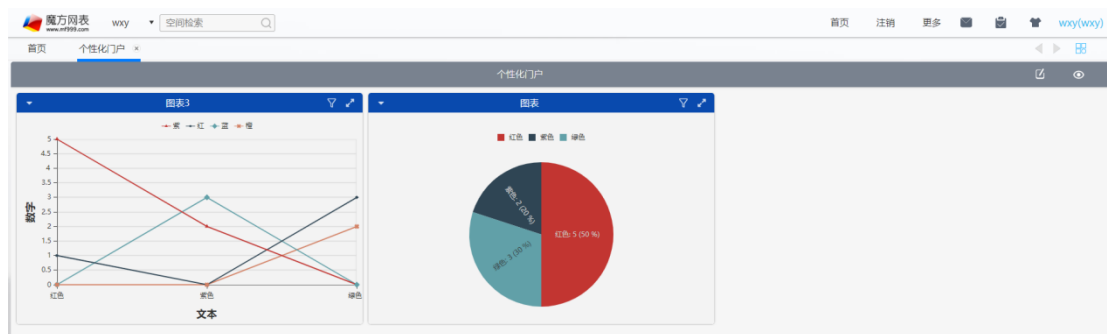 魔方网表 wxy 空间检索 首页 注销 更多 wxy(wxy)
www.mf999.com
首页 个性化门户 ×
个性化门户
图表3
紫 红 蓝 橙
5
4.5
4
3.5
3
2.5
2
1.5
1
0.5
0
数字
红色 紫色 绿色
文本
图表
红色 紫色 绿色
紫色: 2 (20 %)
红色: 5 (50 %)
绿色: 3 (30 %)